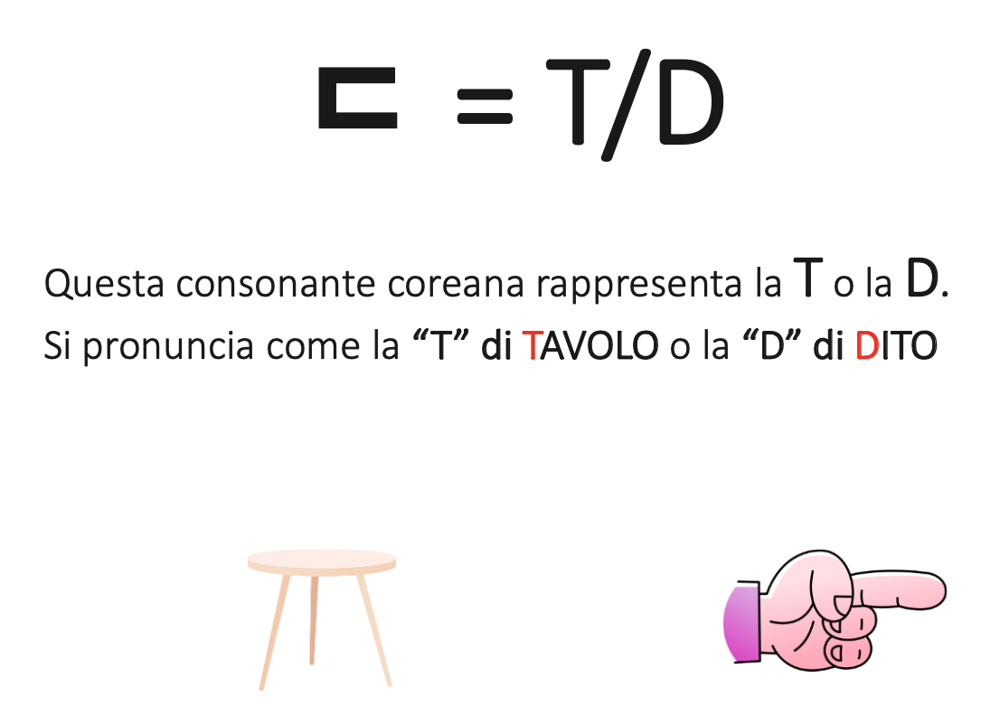 ㄷ = T/D
Questa consonante coreana rappresenta la T o la D.
Si pronuncia come la “T” di TAVOLO o la “D” di DITO